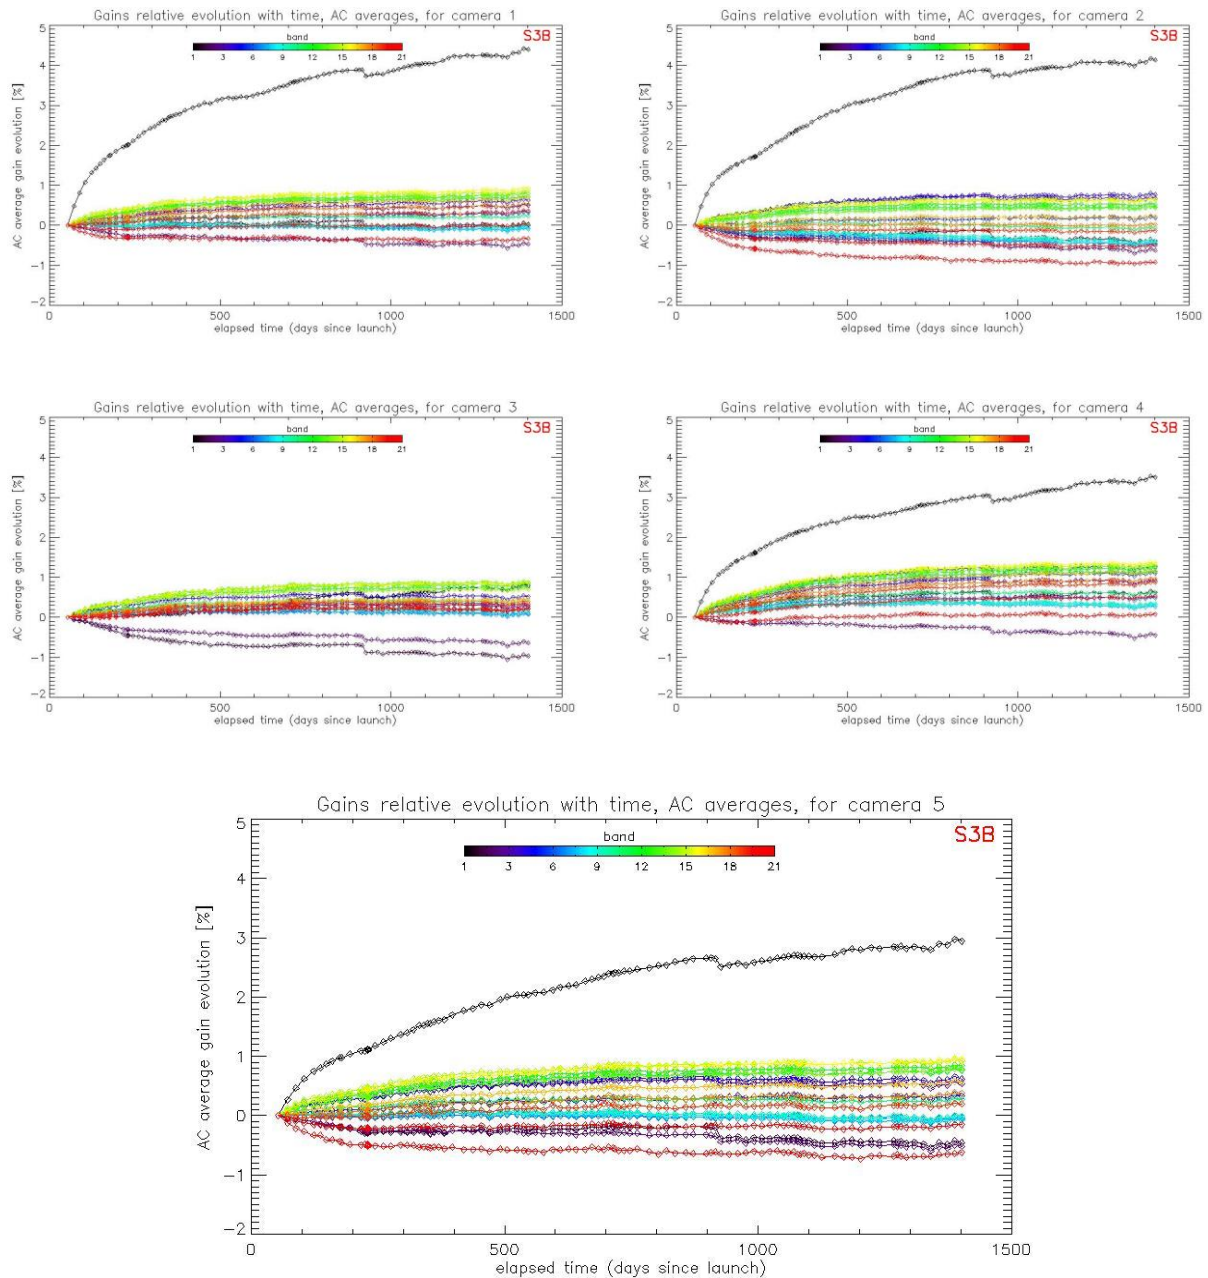 Gains relative evolution with time, AC averages, for camera 1
S3B
band
1 3 6 9 12 15 18 21
5
4
3
2
1
0
−1
−2
AC average gain evolution [%]
0 500 1000 1500
elapsed time (days since launch)
Gains relative evolution with time, AC averages, for camera 2
S3B
band
1 3 6 9 12 15 18 21
5
4
3
2
1
0
−1
−2
AC average gain evolution [%]
0 500 1000 1500
elapsed time (days since launch)
Gains relative evolution with time, AC averages, for camera 3
S3B
band
1 3 6 9 12 15 18 21
5
4
3
2
1
0
−1
−2
AC average gain evolution [%]
0 500 1000 1500
elapsed time (days since launch)
Gains relative evolution with time, AC averages, for camera 4
S3B
band
1 3 6 9 12 15 18 21
5
4
3
2
1
0
−1
−2
AC average gain evolution [%]
0 500 1000 1500
elapsed time (days since launch)
Gains relative evolution with time, AC averages, for camera 5
S3B
band
1 3 6 9 12 15 18 21
5
4
3
2
1
0
−1
−2
AC average gain evolution [%]
0 500 1000 1500
elapsed time (days since launch)